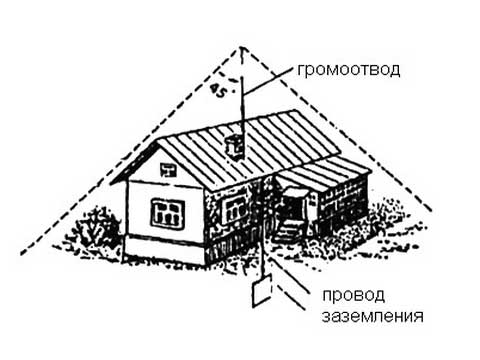 громоотвод
45
провод
заземления